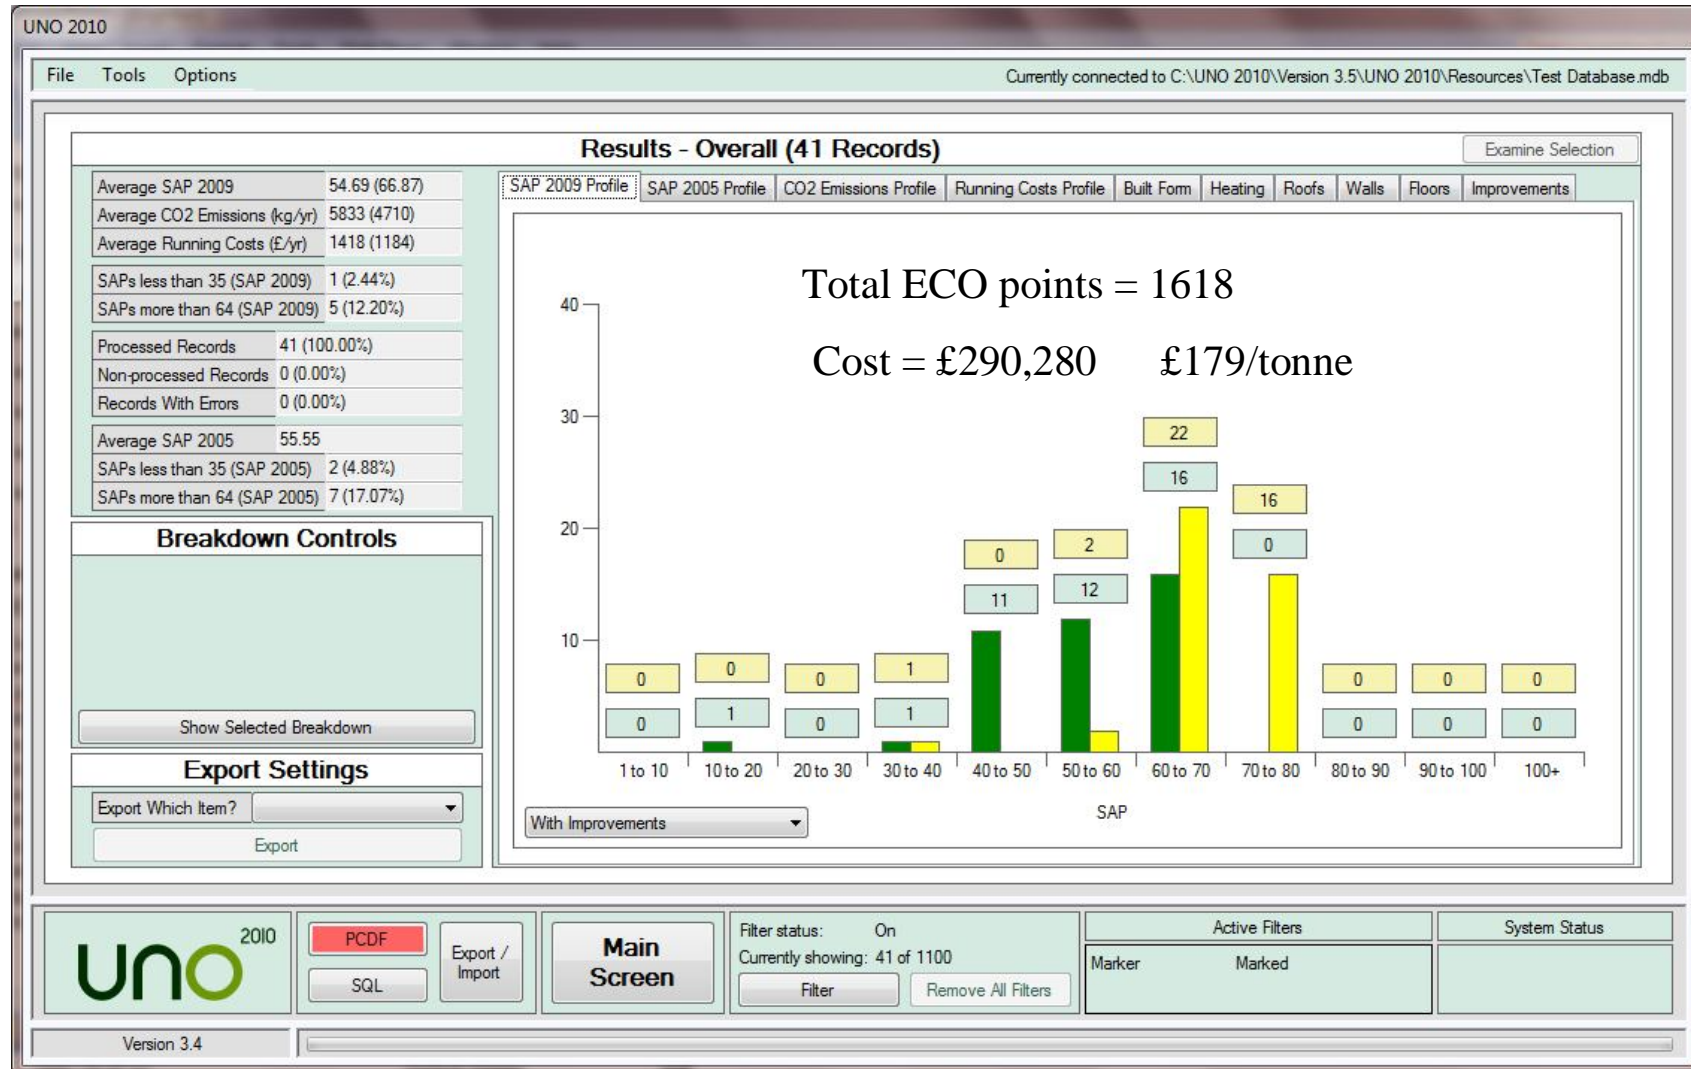 UNO 2010
File Tools Options Currently connected to C:\UNO 2010\Version 3.5\UNO 2010\Resources\Test Database.mdb
Results - Overall (41 Records) Examine Selection
Average SAP 2009 54.69 (66.87)
Average CO2 Emissions (kg/yr) 5833 (4710)
Average Running Costs (£/yr) 1418 (1184)
SAPs less than 35 (SAP 2009) 1 (2.44%)
SAPs more than 64 (SAP 2009) 5 (12.20%)
Processed Records 41 (100.00%)
Non-processed Records 0 (0.00%)
Records With Errors 0 (0.00%)
Average SAP 2005 55.55
SAPs less than 35 (SAP 2005) 2 (4.88%)
SAPs more than 64 (SAP 2005) 7 (17.07%)
Breakdown Controls
Show Selected Breakdown
Export Settings
Export Which Item?
Export
SAP 2009 Profile SAP 2005 Profile CO2 Emissions Profile Running Costs Profile Built Form Heating Roofs Walls Floors Improvements
Total ECO points = 1618
Cost = £290,280 £179/tonne
40
30
20
10
0 0 0 1 0 2 22 16 0 0 0
0 1 0 1 11 12 16 0 0 0 0
1 to 10 10 to 20 20 to 30 30 to 40 40 to 50 50 to 60 60 to 70 70 to 80 80 to 90 90 to 100 100+
SAP
With Improvements
uno 2010
PCDF
SQL
Export /
Import
Main
Screen
Filter status: On
Currently showing: 41 of 1100
Filter Remove All Filters
Active Filters
Marker Marked
System Status
Version 3.4